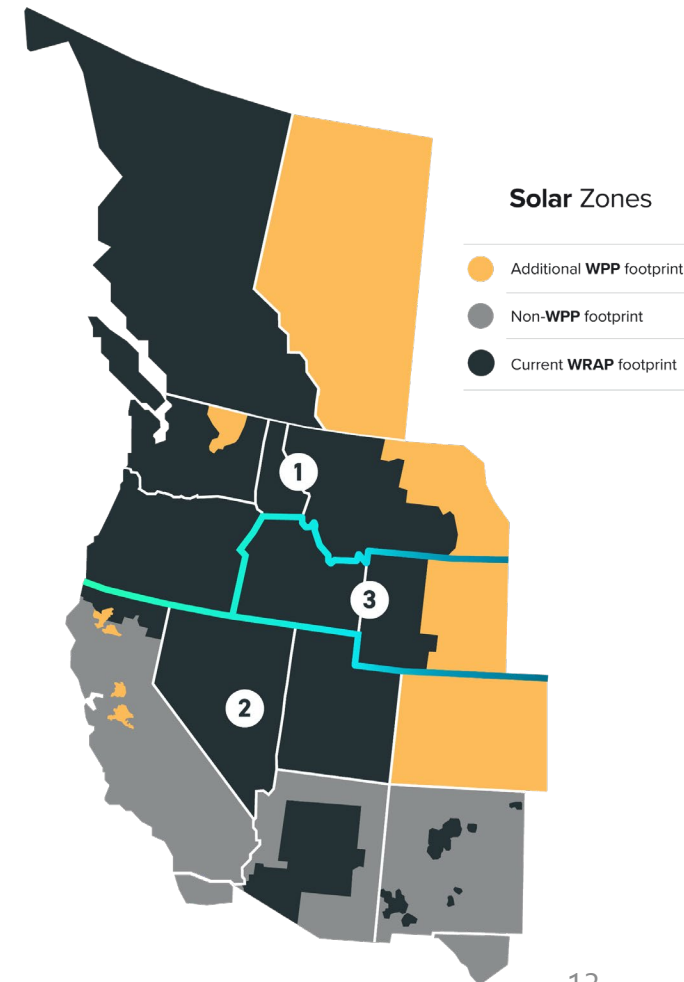 Solar Zones
Additional WPP footprint
Non-WPP footprint
Current WRAP footprint
1
3
2